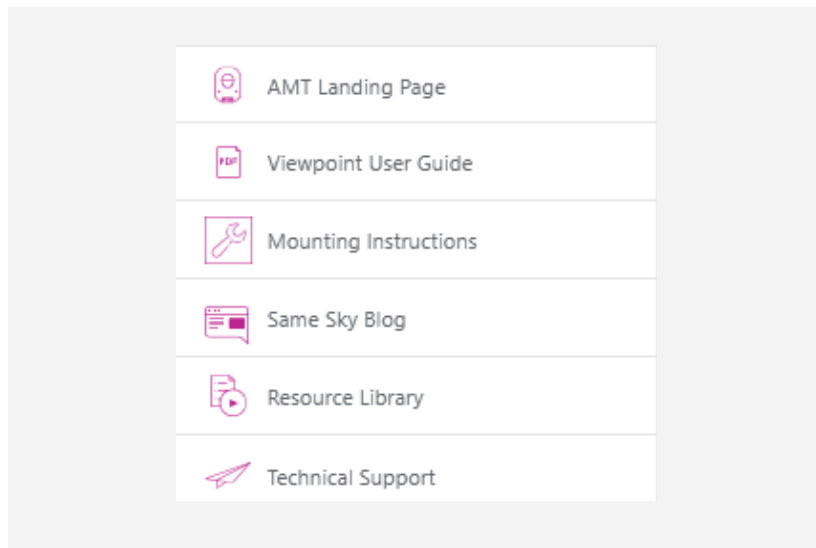 AMT Landing Page
PDF
Viewpoint User Guide
Mounting Instructions
Same Sky Blog
Resource Library
Technical Support